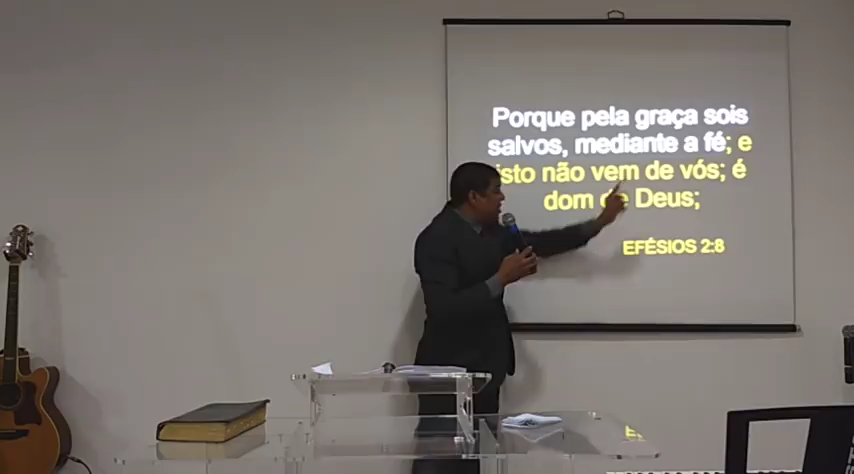 Porque pela graça sois
salvos, mediante a fé; e
isto não vem de vós; é
dom de Deus;
EFÉSIOS 2:8